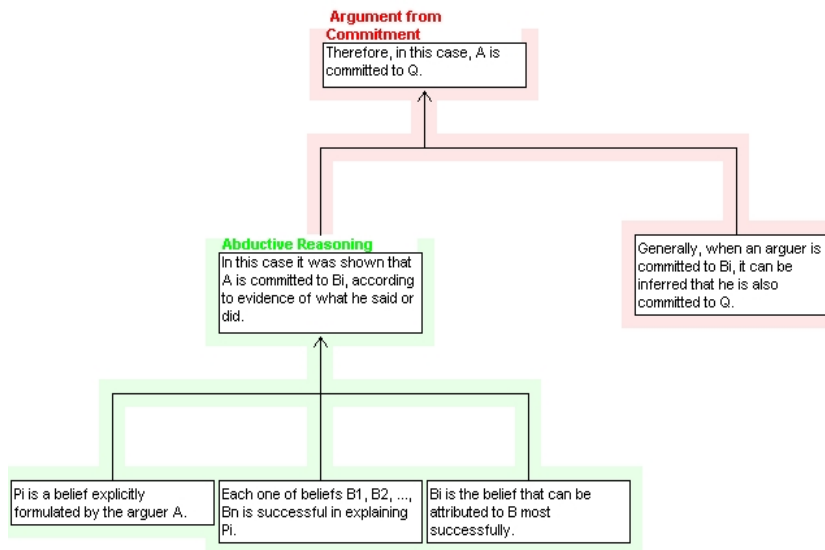 Argument from
Commitment
Therefore, in this case, A is
committed to Q.
Abductive Reasoning
In this case it was shown that
A is committed to Bi, according
to evidence of what he said or
did.
Generally, when an arguer is
committed to Bi, it can be
inferred that he is also
committed to Q.
Pi is a belief explicitly
formulated by the arguer A.
Each one of beliefs B1, B2, ...,
Bn is successful in explaining
Pi.
Bi is the belief that can be
attributed to B most
successfully.